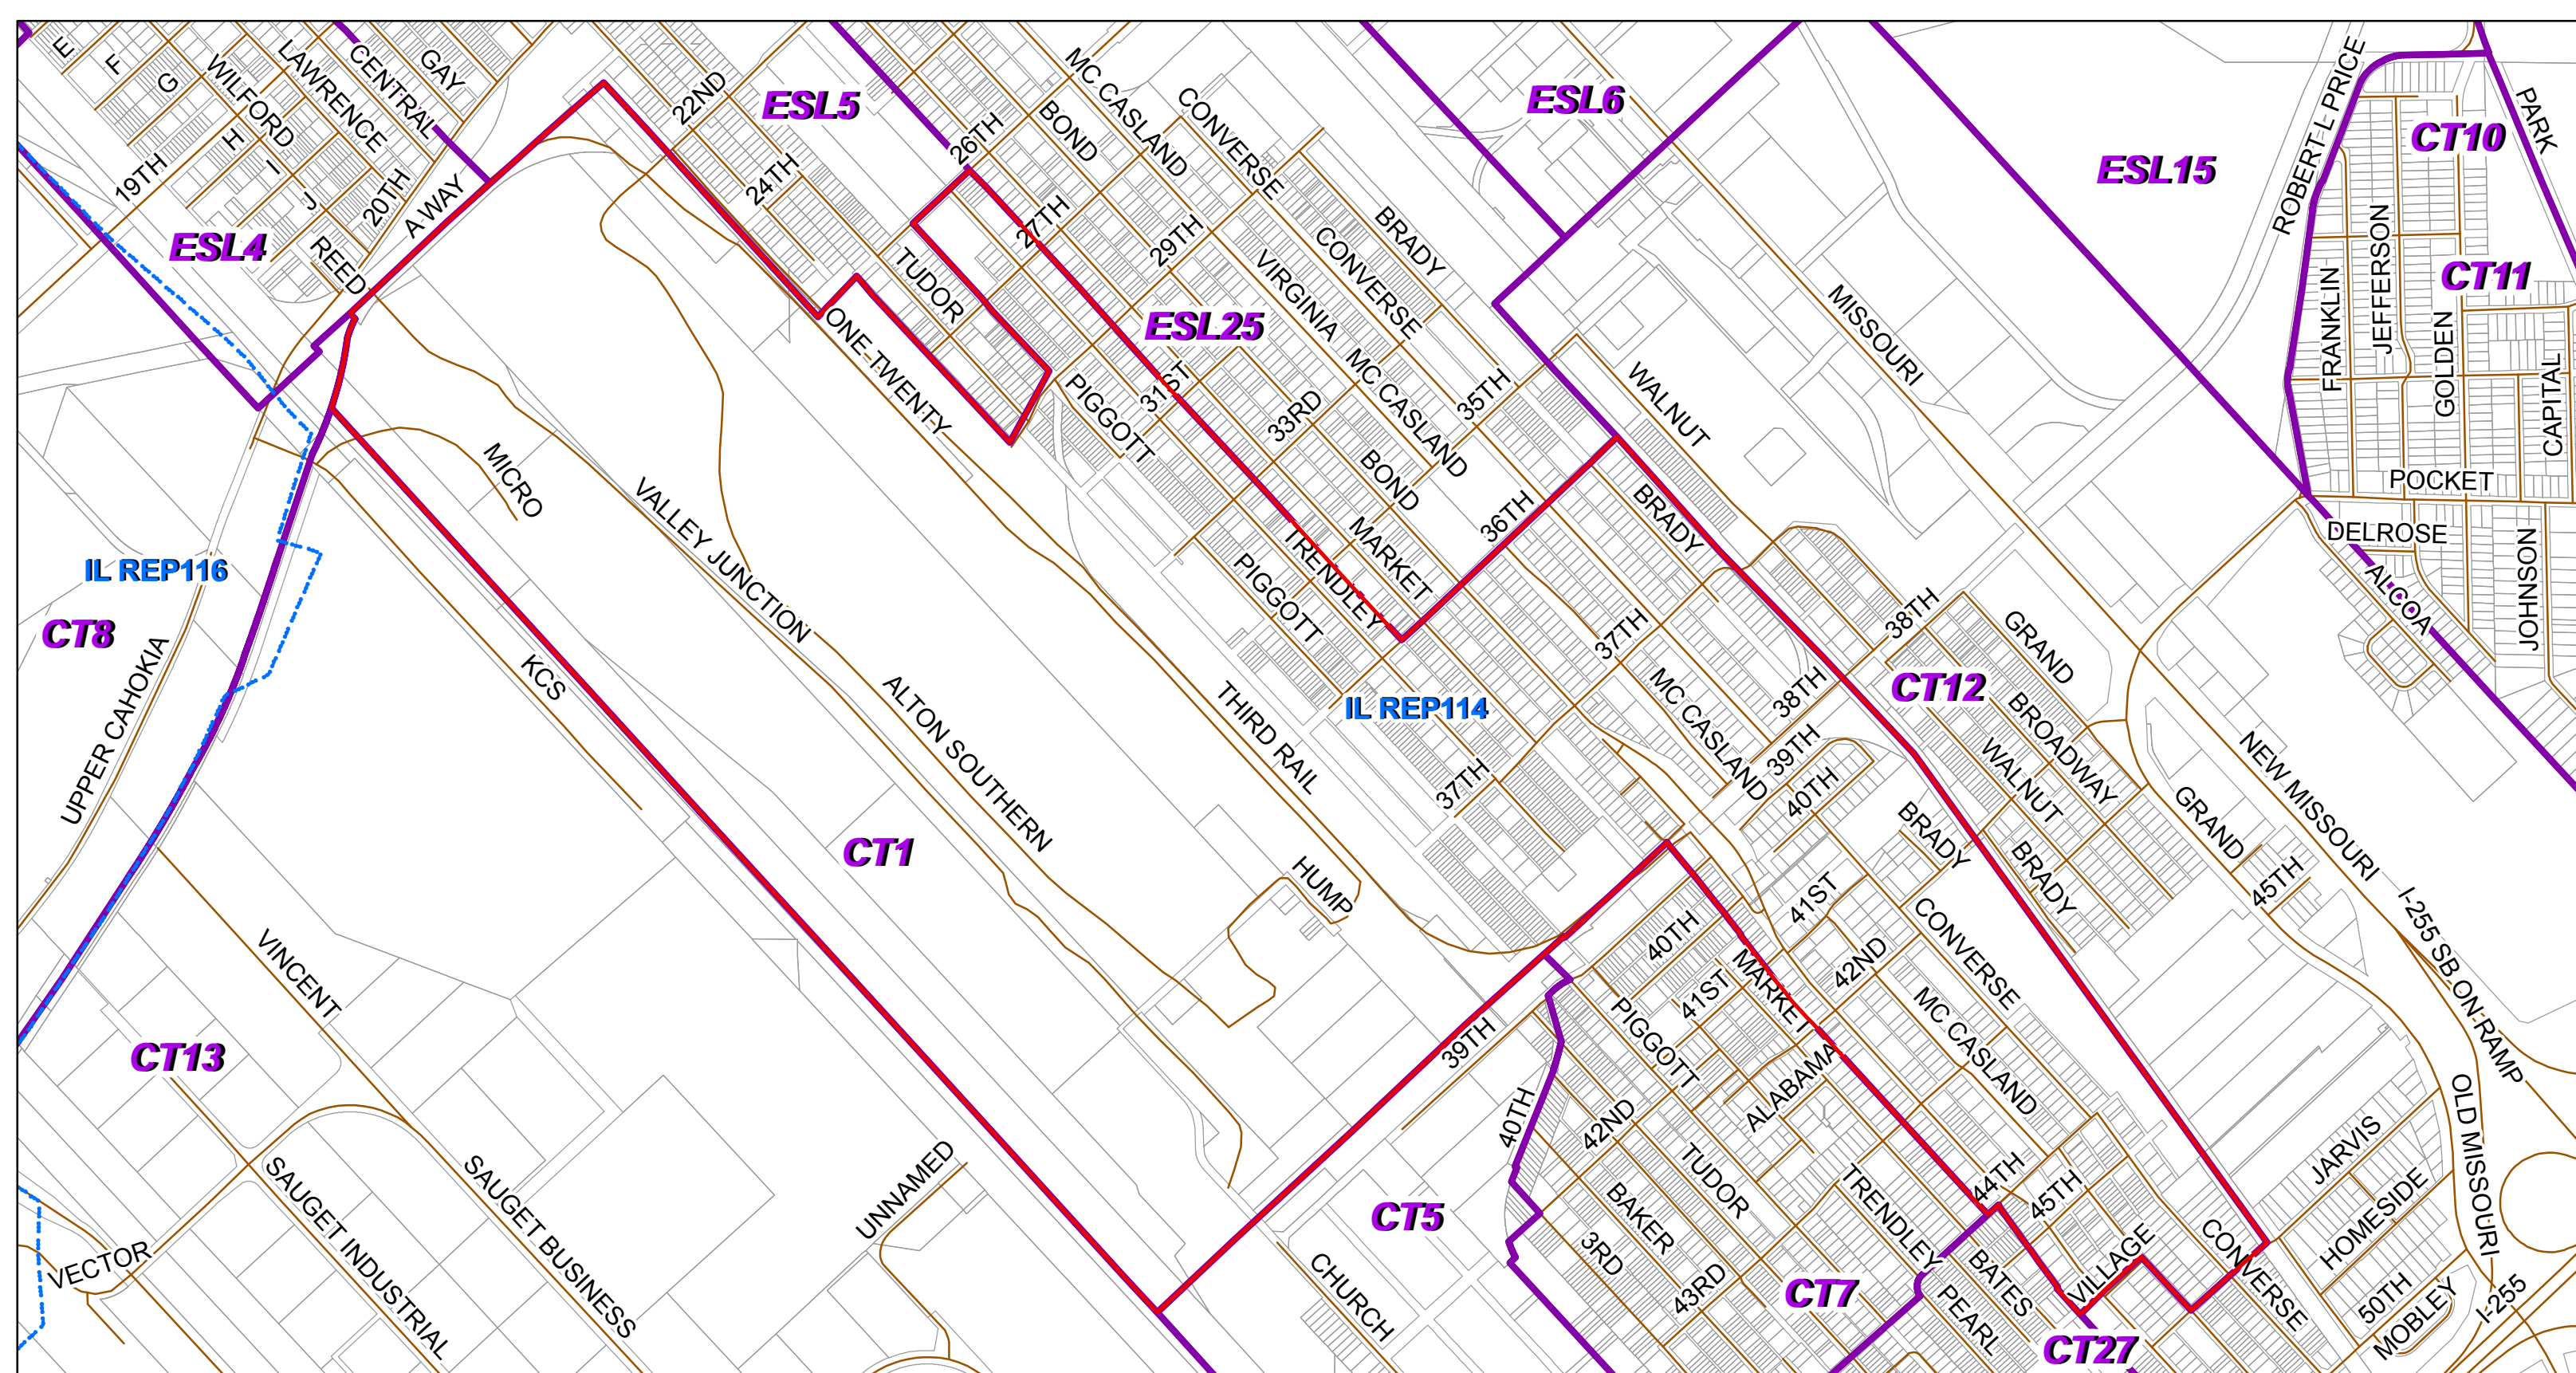 E
F
G
WILFORD
LAWRENCE
CENTRAL
GAY
H
I
J
19TH
20TH
REED
A WAY
ESL4
22ND
ESL5
24TH
26TH
TUDOR
ONE-TWENTY
MC CASLAND
BOND
CONVERSE
27TH
29TH
BRADY
CONVERSE
VIRGINIA
ESL25
31ST
PIGGOTT
33RD
MC CASLAND
35TH
BOND
MARKET
36TH
TRENDLEY
PIGGOTT
ESL6
MISSOURI
WALNUT
BRADY
ESL15
ROBERT L PRICE
PARK
CT10
CT11
JEFFERSON
FRANKLIN
GOLDEN
CAPITAL
POCKET
DELROSE
ALCOA
JOHNSON
MICRO
VALLEY JUNCTION
IL REP116
CT8
UPPER CAHOKIA
KCS
ALTON SOUTHERN
THIRD RAIL
IL REP114
37TH
37TH
MC CASLAND
38TH
38TH
39TH
40TH
CT12
GRAND
BROADWAY
WALNUT
BRADY
BRADY
GRAND
45TH
NEW MISSOURI
I-255 SB ON RAMP
OLD MISSOURI
CT1
HUMP
VINCENT
CT13
40TH
41ST
41ST
42ND
MARKET
CONVERSE
MC CASLAND
39TH
PIGGOTT
ALABAMA
40TH
42ND
TUDOR
BAKER
3RD
43RD
TRENDLEY
44TH
45TH
BATES
PEARL
VILLAGE
CONVERSE
JARVIS
HOMESIDE
50TH
MOBLEY
I-255
CT5
CT7
CT27
CHURCH
UNNAMED
SAUGET BUSINESS
SAUGET INDUSTRIAL
VECTOR